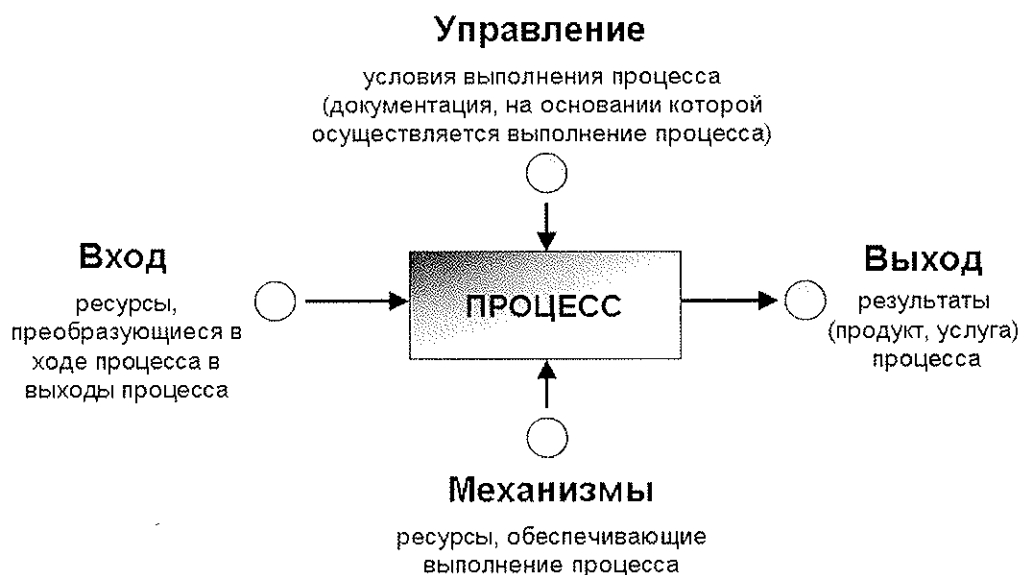 Управление
условия выполнения процесса
(документация, на основании которой
осуществляется выполнение процесса)
Вход
ресурсы,
преобразующиеся в
ходе процесса в
выходы процесса
ПРОЦЕСС
Выход
результаты
(продукт, услуга)
процесса
Механизмы
ресурсы, обеспечивающие
выполнение процесса